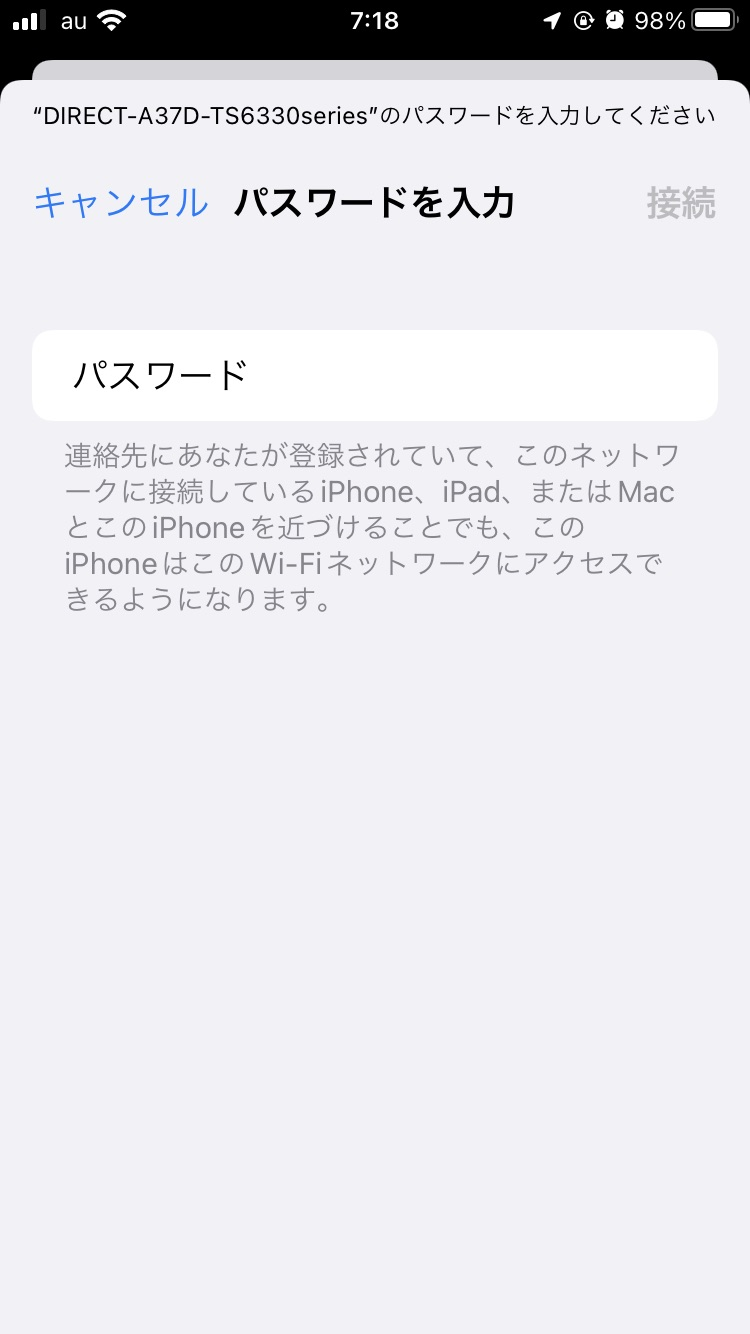 au 7:18 98%
“DIRECT-A37D-TS6330series”のパスワードを入力してください
キャンセル パスワードを入力 接続
パスワード
連絡先にあなたが登録されていて、このネットワ
ークに接続しているiPhone、iPad、またはMac
とこのiPhoneを近づけることでも、この
iPhoneはこのWi-Fiネットワークにアクセスで
きるようになります。